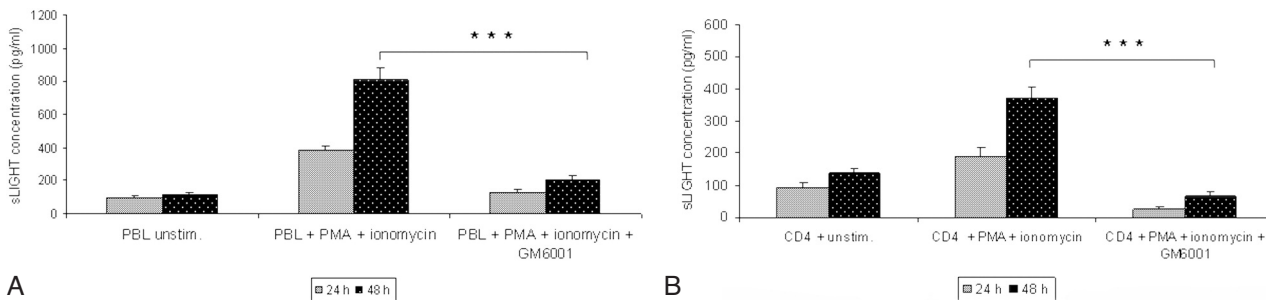 sLIGHT concentration (pg/ml)
1200
1000
800
600
400
200
0
* * *
PBL unstim.
PBL + PMA + ionomycin
PBL + PMA + ionomycin +
GM6001
24 h
48 h
A
sLIGHT concentration (pg/ml)
600
500
400
300
200
100
0
* * *
CD4 + unstim.
CD4 + PMA + ionomycin
CD4 + PMA + ionomycin +
GM6001
24 h
48 h
B